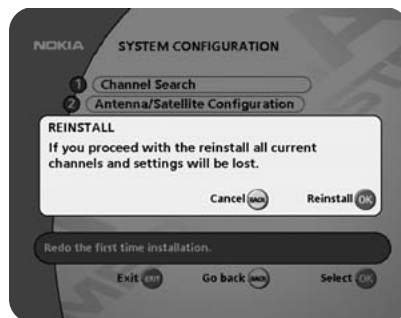 NOKIA
SYSTEM CONFIGURATION
1 Channel Search
2 Antenna/Satellite Configuration
REINSTALL
If you proceed with the reinstall all current
channels and settings will be lost.
Cancel BACK Reinstall OK
Redo the first time installation.
Exit EXIT Go back BACK Select OK